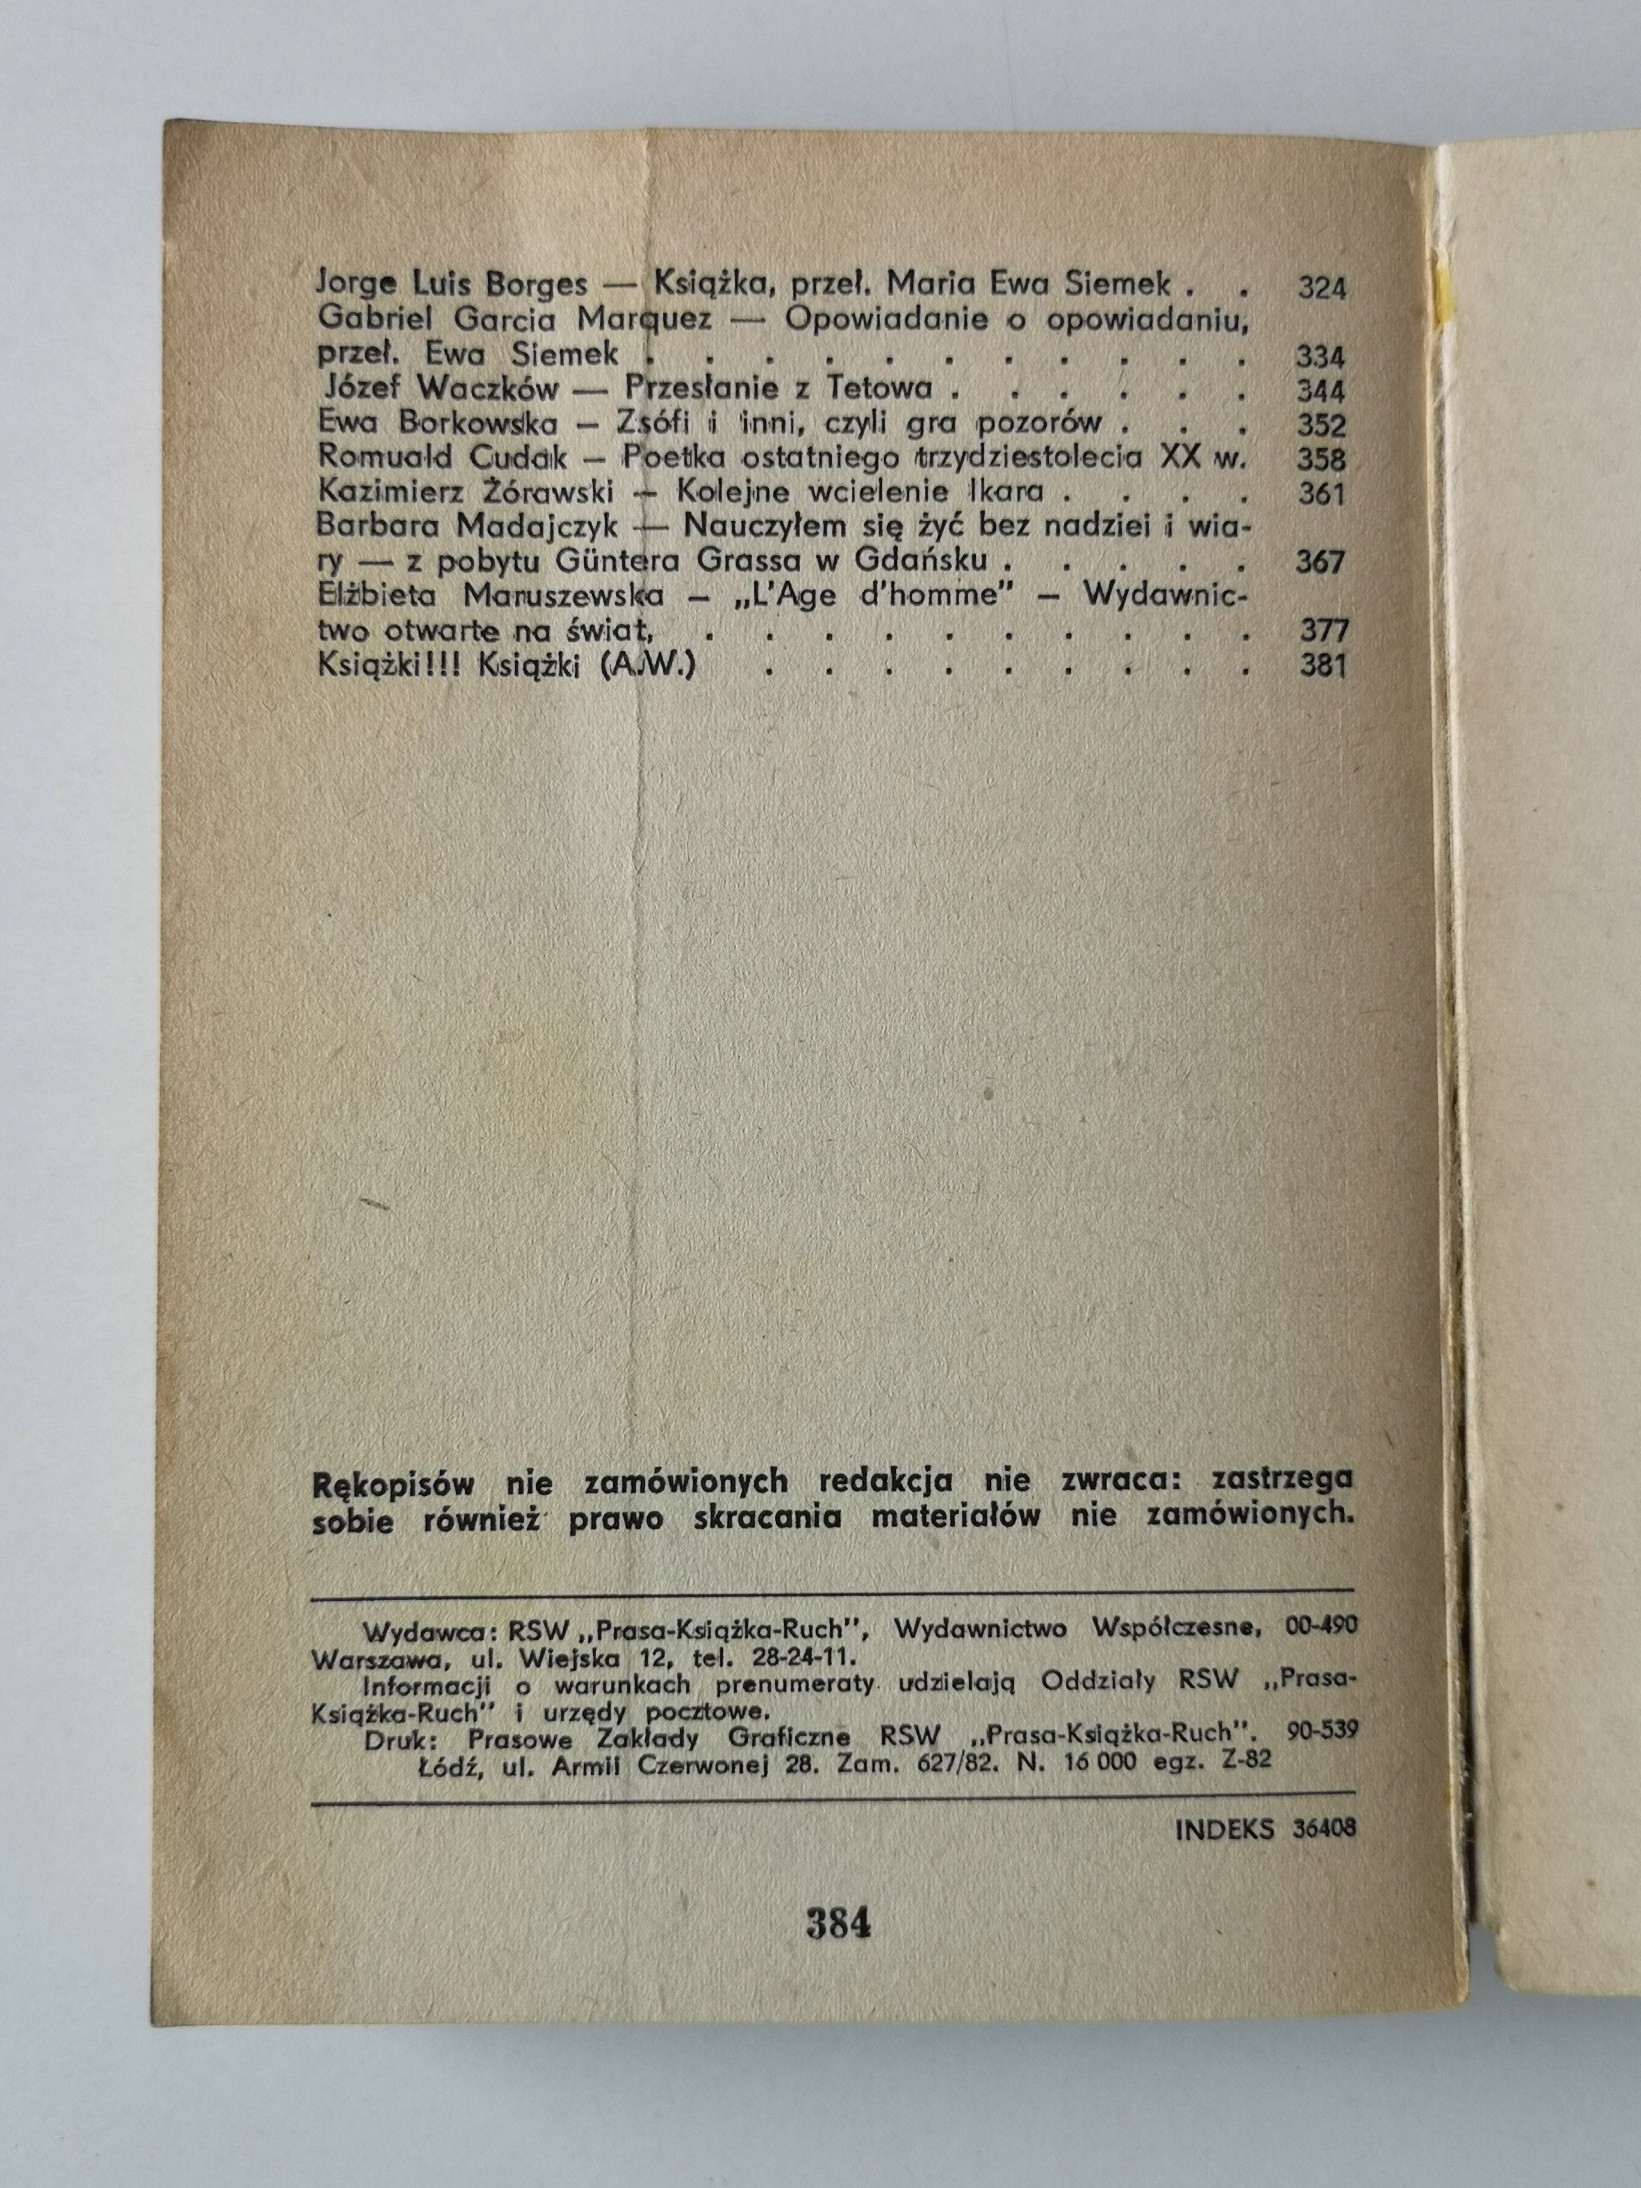 Jorge Luis Borges — Książka, przeł. Maria Ewa Siemek . . 324
Gabriel Garcia Marquez — Opowiadanie o opowiadaniu,
przeł. Ewa Siemek . . . . . . . . . . . 334
Józef Waczków — Przesłanie z Tetowa . . . . . . 344
Ewa Borkowska – Zsófi i inni, czyli gra pozorów . . . 352
Romuald Cudak – Poetka ostatniego trzydziestolecia XX w. 358
Kazimierz Żórawski — Kolejne wcielenie Ikara . . . . 361
Barbara Madajczyk — Nauczyłem się żyć bez nadziei i wia-
ry — z pobytu Güntera Grassa w Gdańsku . . . . . 367
Elżbieta Maruszewska – „L'Age d'homme" – Wydawnic-
two otwarte na świat, . . . . . . . . . . 377
Książki!!! Książki (A.W.) . . . . . . . . . 381
Rękopisów nie zamówionych redakcja nie zwraca: zastrzega
sobie również prawo skracania materiałów nie zamówionych.
Wydawca: RSW „Prasa-Książka-Ruch", Wydawnictwo Współczesne, 00-490
Warszawa, ul. Wiejska 12, tel. 28-24-11.
Informacji o warunkach prenumeraty udzielają Oddziały RSW „Prasa-
Książka-Ruch" i urzędy pocztowe.
Druk: Prasowe Zakłady Graficzne RSW „Prasa-Książka-Ruch". 90-539
Łódź, ul. Armii Czerwonej 28. Zam. 627/82. N. 16 000 egz. Z-82
INDEKS 36408
384